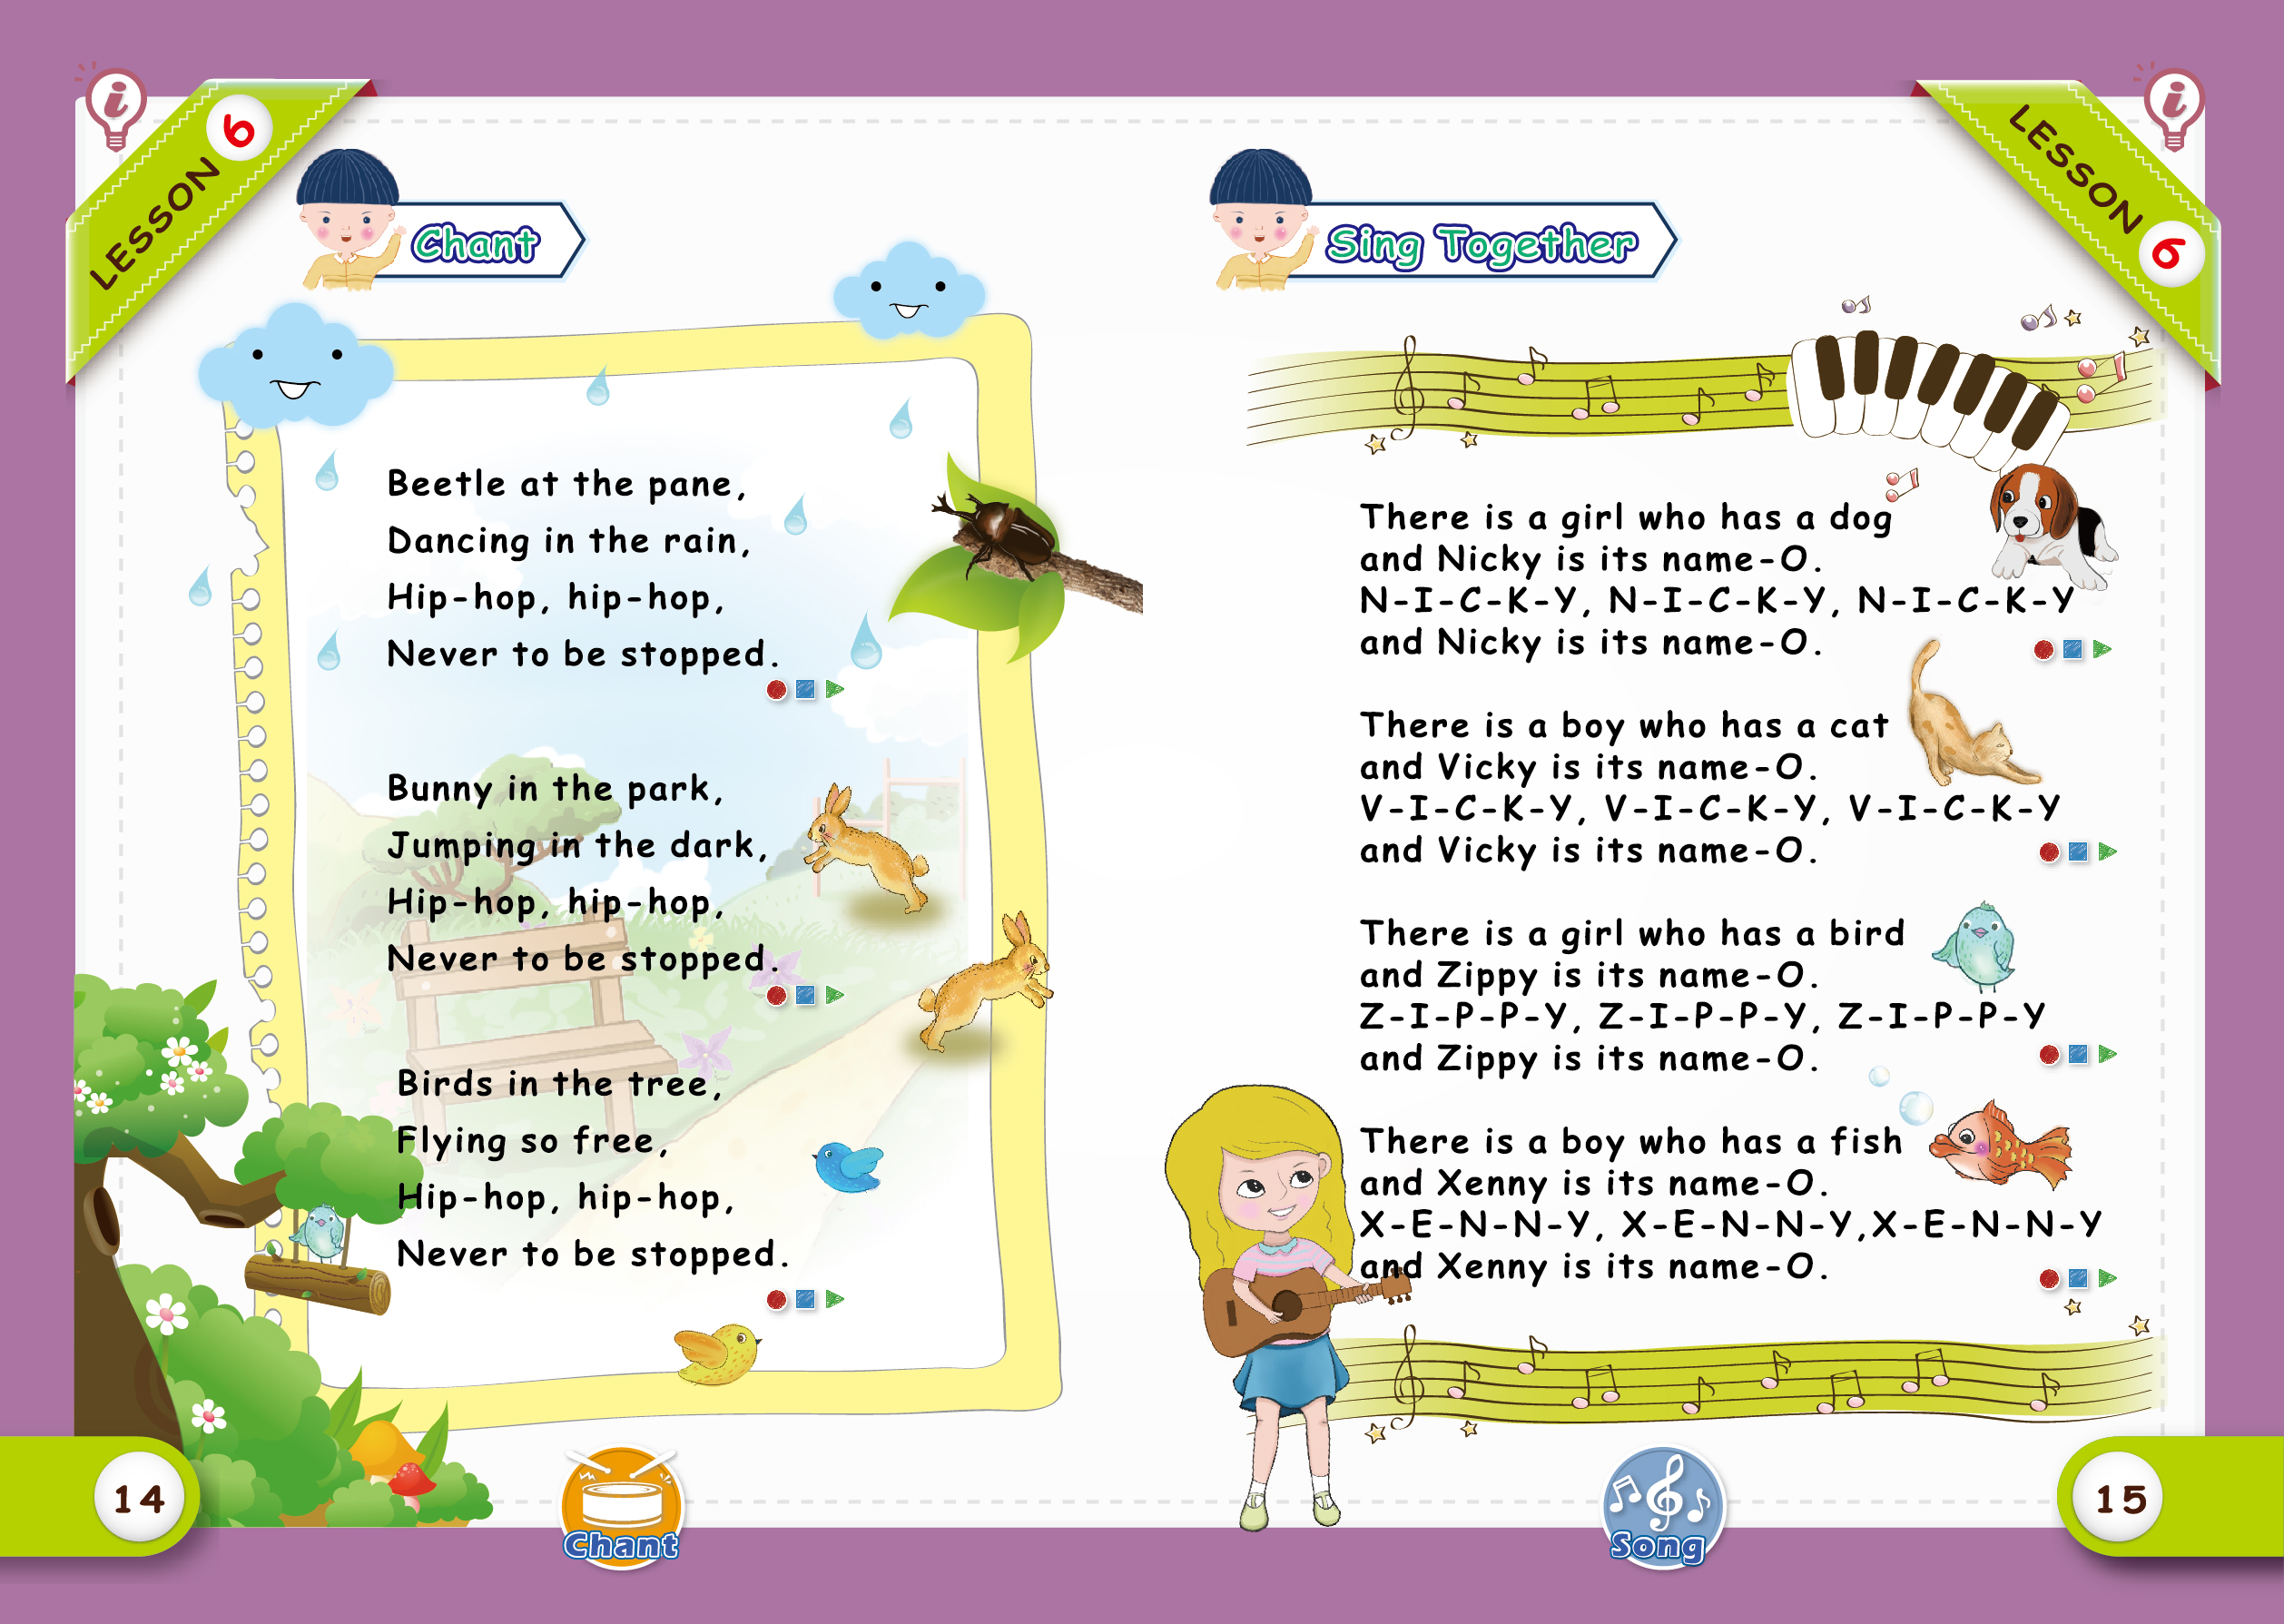 LESSON 6
Chant
Beetle at the pane,
Dancing in the rain,
Hip-hop, hip-hop,
Never to be stopped.
Bunny in the park,
Jumping in the dark,
Hip-hop, hip-hop,
Never to be stopped.
Birds in the tree,
Flying so free,
Hip-hop, hip-hop,
Never to be stopped.
14
Chant
LESSON 6
Sing Together
There is a girl who has a dog
and Nicky is its name-O.
N-I-C-K-Y, N-I-C-K-Y, N-I-C-K-Y
and Nicky is its name-O.
There is a boy who has a cat
and Vicky is its name-O.
V-I-C-K-Y, V-I-C-K-Y, V-I-C-K-Y
and Vicky is its name-O.
There is a girl who has a bird
and Zippy is its name-O.
Z-I-P-P-Y, Z-I-P-P-Y, Z-I-P-P-Y
and Zippy is its name-O.
There is a boy who has a fish
and Xenny is its name-O.
X-E-N-N-Y, X-E-N-N-Y,X-E-N-N-Y
and Xenny is its name-O.
Song
15